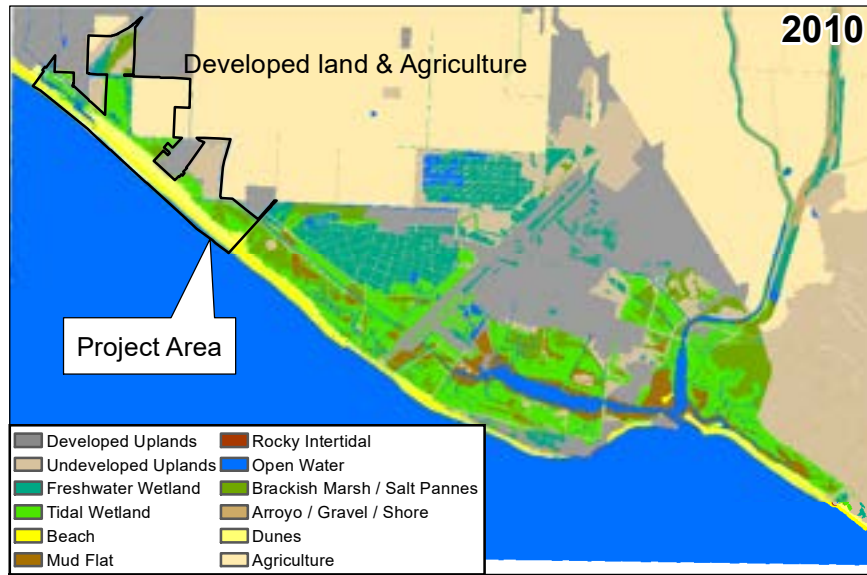 2010
Developed land & Agriculture
Project Area
Developed Uplands
Undeveloped Uplands
Freshwater Wetland
Tidal Wetland
Beach
Mud Flat
Rocky Intertidal
Open Water
Brackish Marsh / Salt Pannes
Arroyo / Gravel / Shore
Dunes
Agriculture